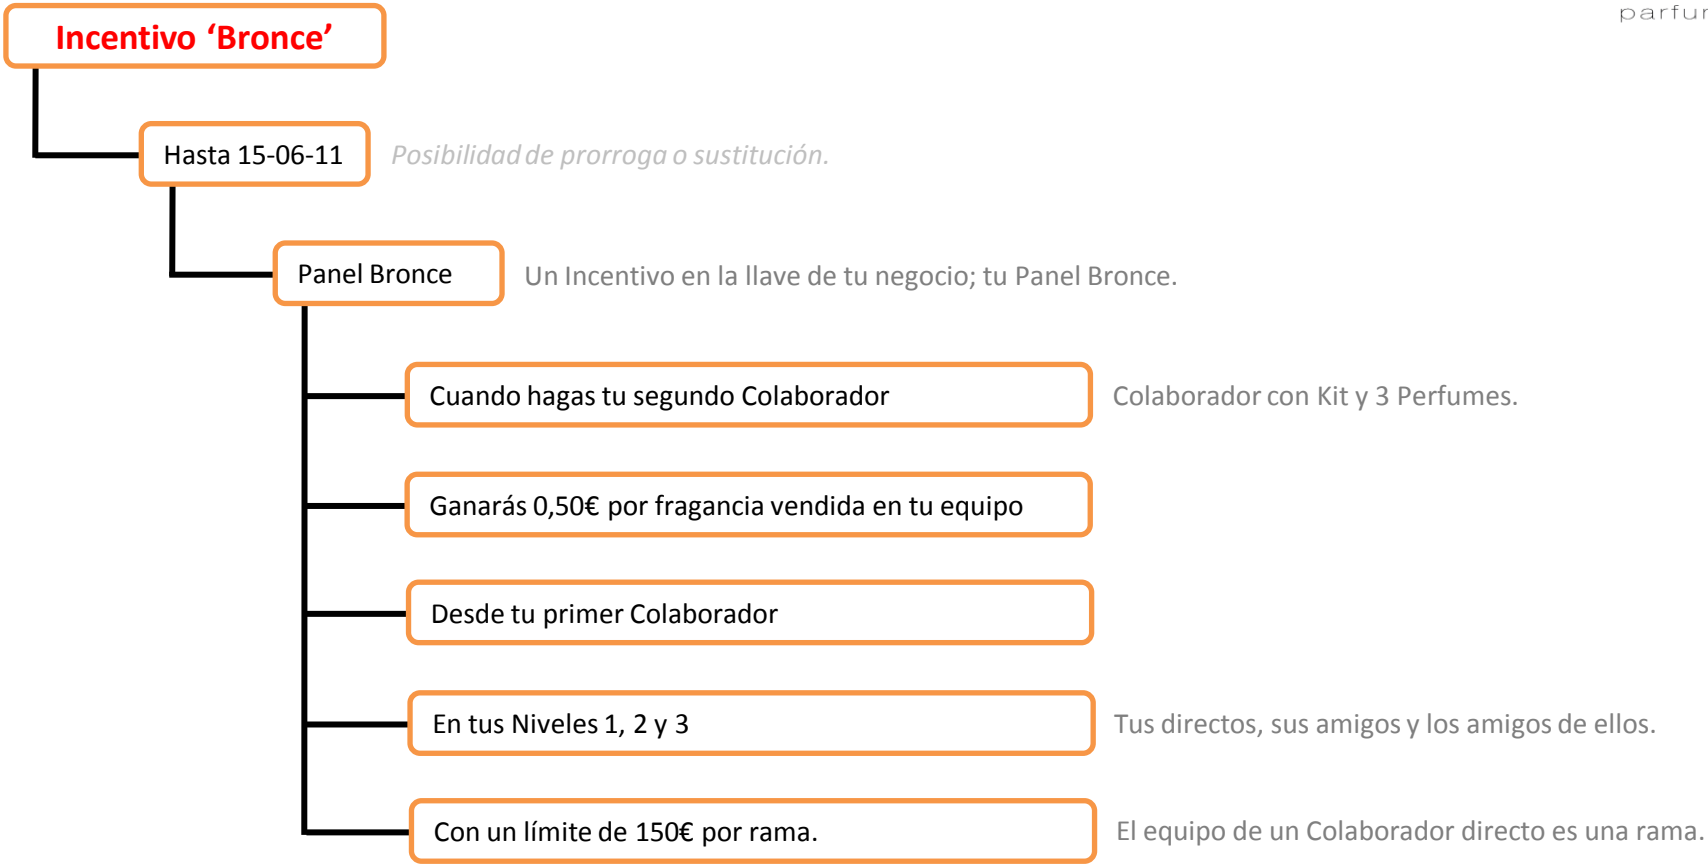 parfu
Incentivo ‘Bronce’
Hasta 15-06-11
Posibilidad de prorroga o sustitución.
Panel Bronce
Un Incentivo en la llave de tu negocio; tu Panel Bronce.
Cuando hagas tu segundo Colaborador
Colaborador con Kit y 3 Perfumes.
Ganarás 0,50€ por fragancia vendida en tu equipo
Desde tu primer Colaborador
En tus Niveles 1, 2 y 3
Tus directos, sus amigos y los amigos de ellos.
Con un límite de 150€ por rama.
El equipo de un Colaborador directo es una rama.